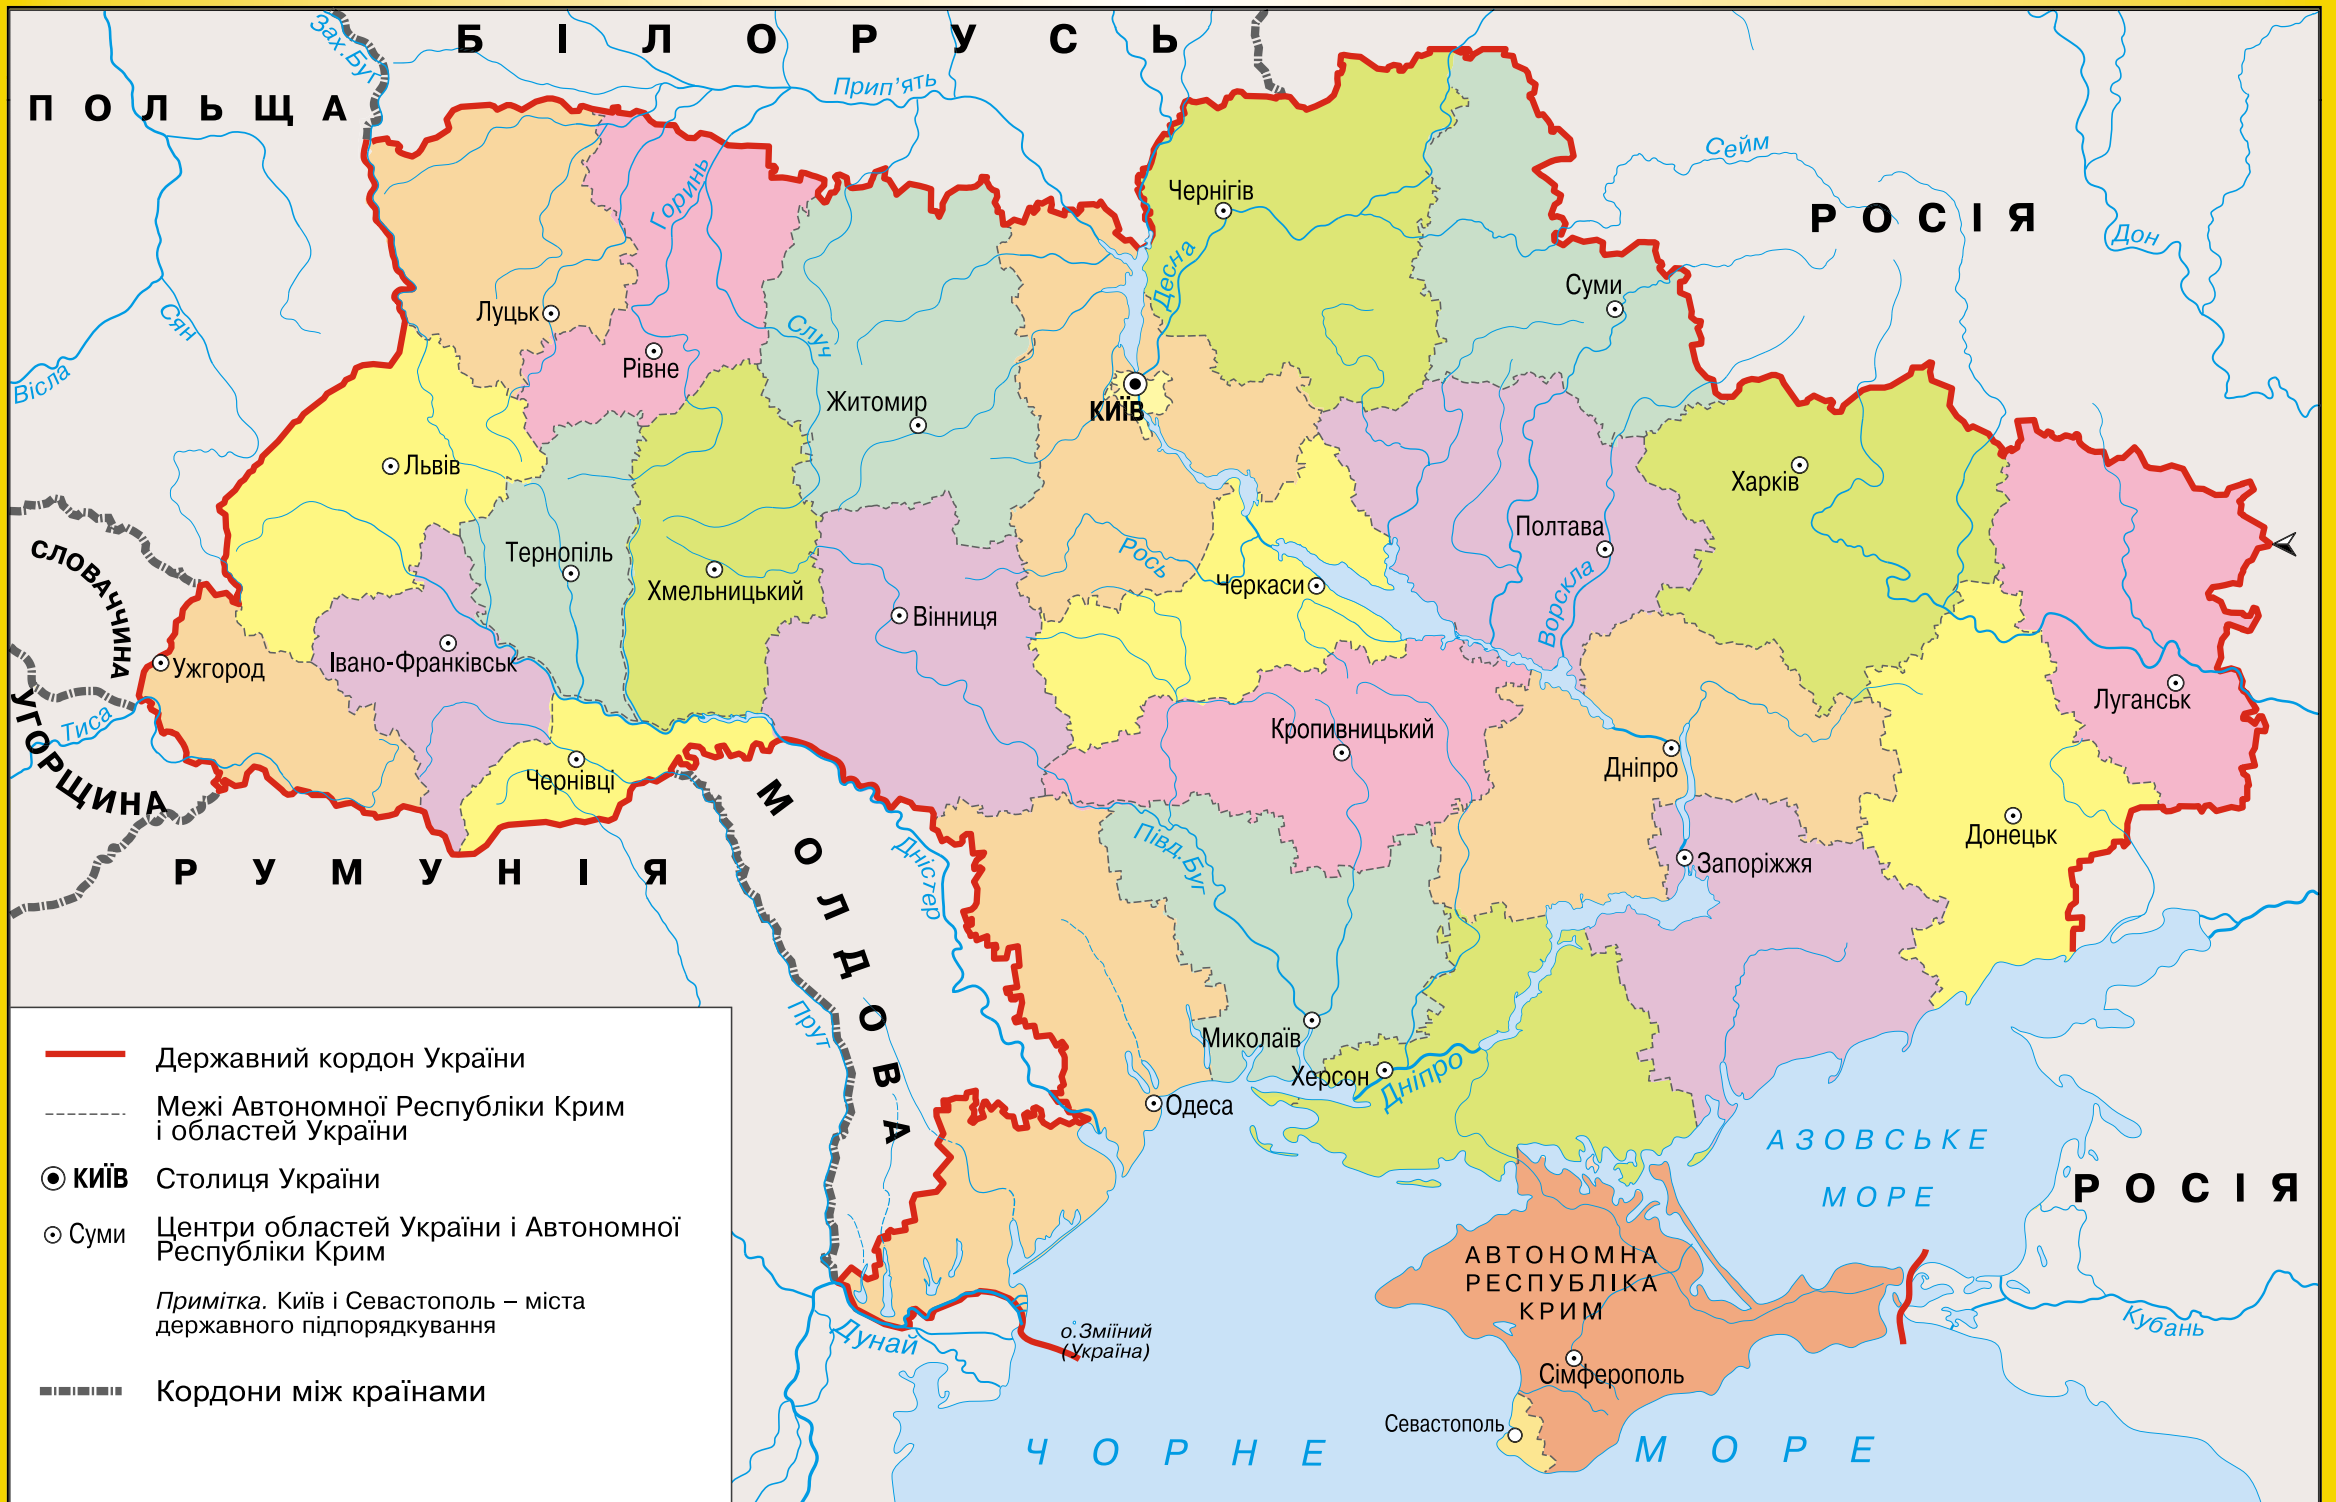 БІЛОРУСЬ
ПОЛЬЩА
Зах.Буг
Прип'ять
Горинь
Сейм
РОСІЯ
Дон
Чернігів
Десна
Суми
Луцьк
Рівне
Случ
Сян
Вісла
Житомир
КИЇВ
Львів
Харків
Полтава
Ворскла
СЛОВАЧЧИНА
Тернопіль
Хмельницький
Рось
Черкаси
Вінниця
Ужгород
Івано-Франківськ
Луганськ
УГОРЩИНА
Тиса
Кропивницький
Дніпро
Чернівці
Донецьк
РУМУНІЯ
МОЛДОВА
Дністер
Півд.Буг
Запоріжжя
Прут
Миколаїв
Херсон
Дніпро
Одеса
АЗОВСЬКЕ
МОРЕ
РОСІЯ
АВТОНОМНА
РЕСПУБЛІКА
КРИМ
Сімферополь
Севастополь
Кубань
Дунай
о.Зміїний
(Україна)
ЧОРНЕ МОРЕ
Державний кордон України
Межі Автономної Республіки Крим
і областей України
КИЇВ Столиця України
Суми Центри областей України і Автономної
Республіки Крим
Примітка. Київ і Севастополь – міста
державного підпорядкування
Кордони між країнами